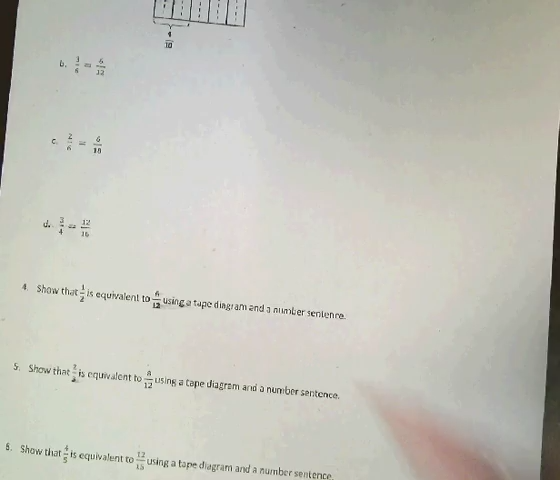 4/10
b. 3/6 = 6/12
c. 2/6 = 6/18
d. 3/4 = 12/16
4. Show that 1/2 is equivalent to 6/12 using a tape diagram and a number sentence.
5. Show that 2/3 is equivalent to 8/12 using a tape diagram and a number sentence.
6. Show that 4/5 is equivalent to 12/15 using a tape diagram and a number sentence.